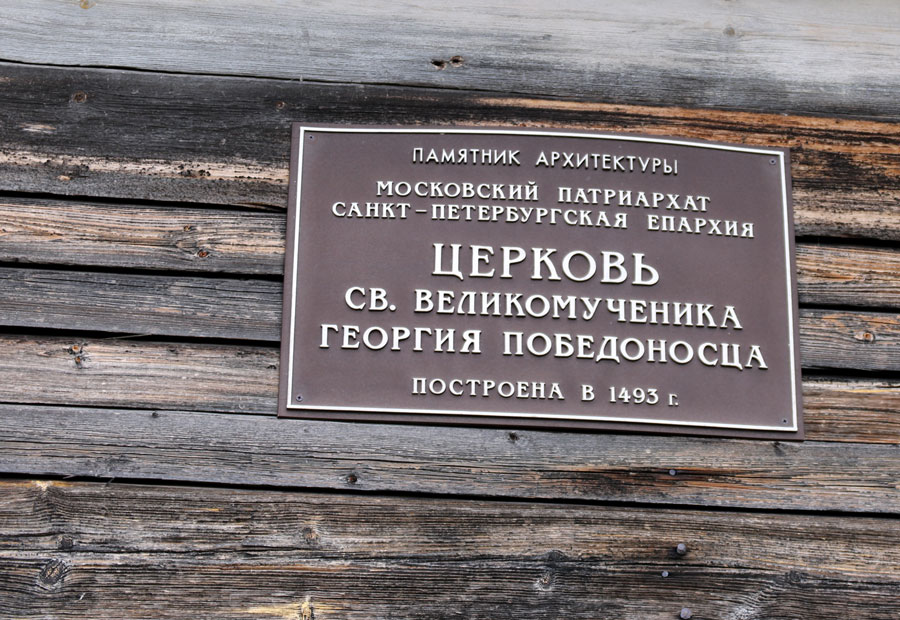 ПАМЯТНИК АРХИТЕКТУРЫ
МОСКОВСКИЙ ПАТРИАРХАТ
САНКТ-ПЕТЕРБУРГСКАЯ ЕПАРХИЯ
ЦЕРКОВЬ
СВ. ВЕЛИКОМУЧЕНИКА
ГЕОРГИЯ ПОБЕДОНОСЦА
ПОСТРОЕНА В 1493 г.